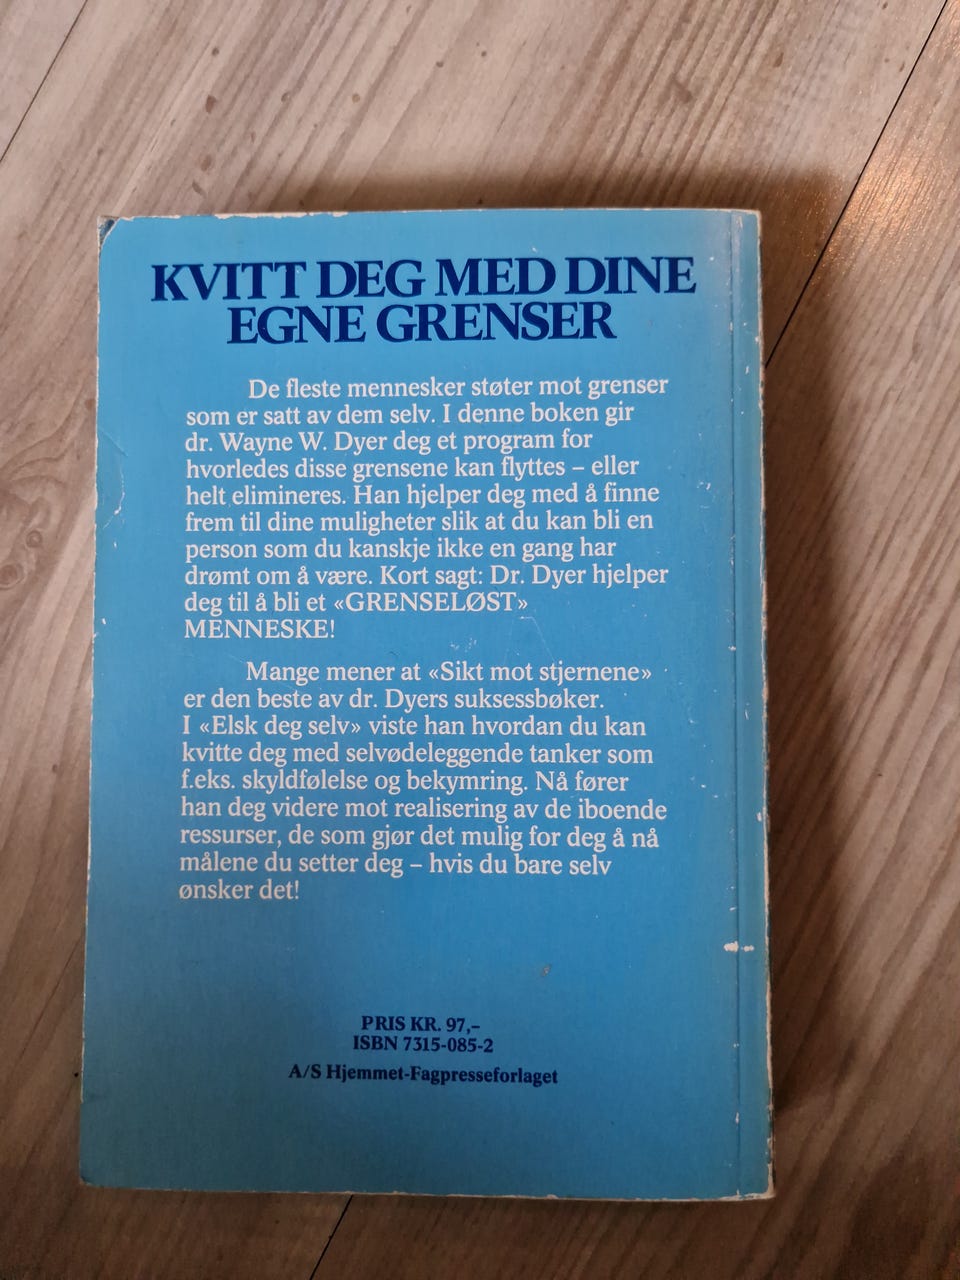 KVITT DEG MED DINE
EGNE GRENSER
De fleste mennesker støter mot grenser
som er satt av dem selv. I denne boken gir
dr. Wayne W. Dyer deg et program for
hvorledes disse grensene kan flyttes – eller
helt elimineres. Han hjelper deg med å finne
frem til dine muligheter slik at du kan bli en
person som du kanskje ikke en gang har
drømt om å være. Kort sagt: Dr. Dyer hjelper
deg til å bli et «GRENSELØST»
MENNESKE!
Mange mener at «Sikt mot stjernene»
er den beste av dr. Dyers suksessbøker.
I «Elsk deg selv» viste han hvordan du kan
kvitte deg med selvødeleggende tanker som
f.eks. skyldfølelse og bekymring. Nå fører
han deg videre mot realisering av de iboende
ressurser, de som gjør det mulig for deg å nå
målene du setter deg – hvis du bare selv
ønsker det!
PRIS KR. 97,–
ISBN 7315-085-2
A/S Hjemmet-Fagpresseforlaget